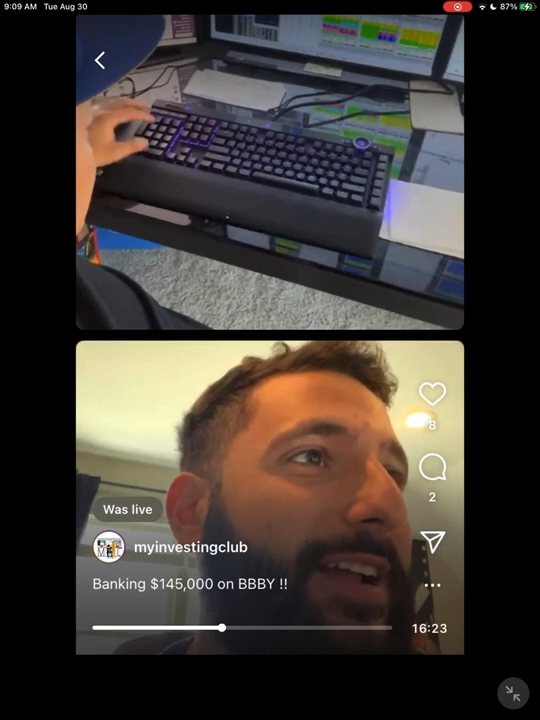 9:09 AM Tue Aug 30
87%
8
2
Was live
myinvestingclub
Banking $145,000 on BBBY !!
16:23